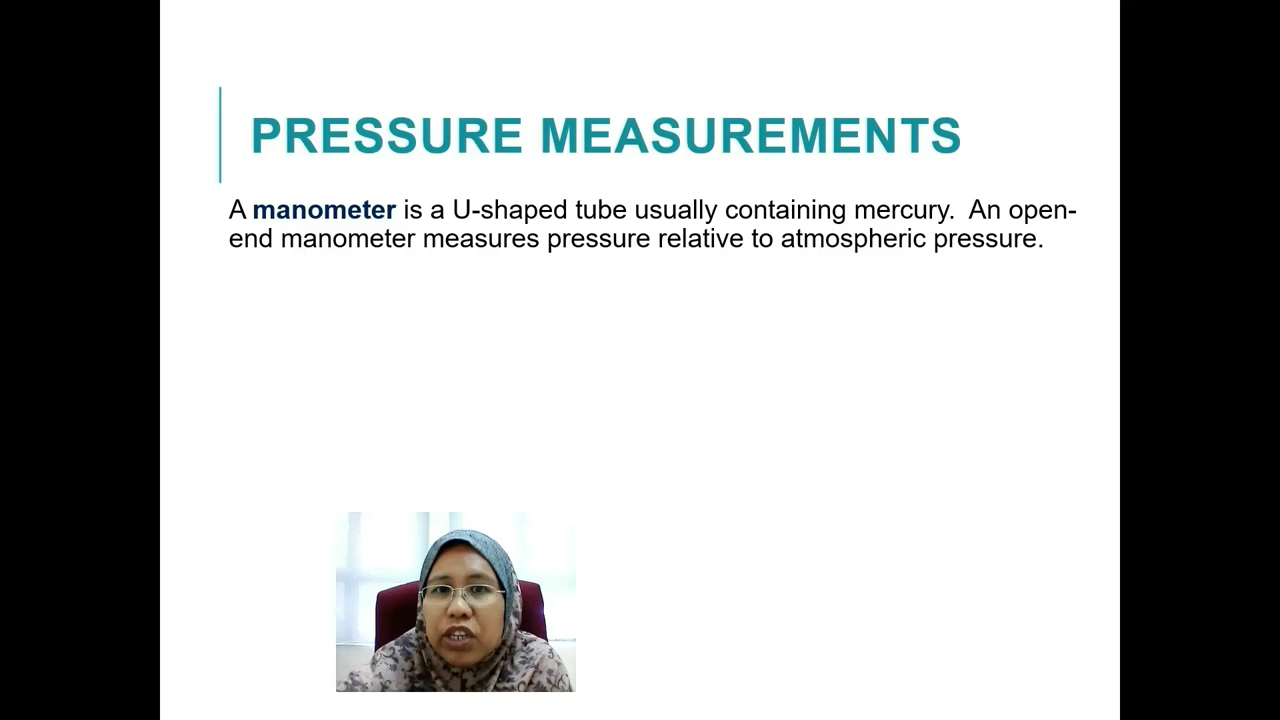 PRESSURE MEASUREMENTS
A manometer is a U-shaped tube usually containing mercury.  An open-
end manometer measures pressure relative to atmospheric pressure.